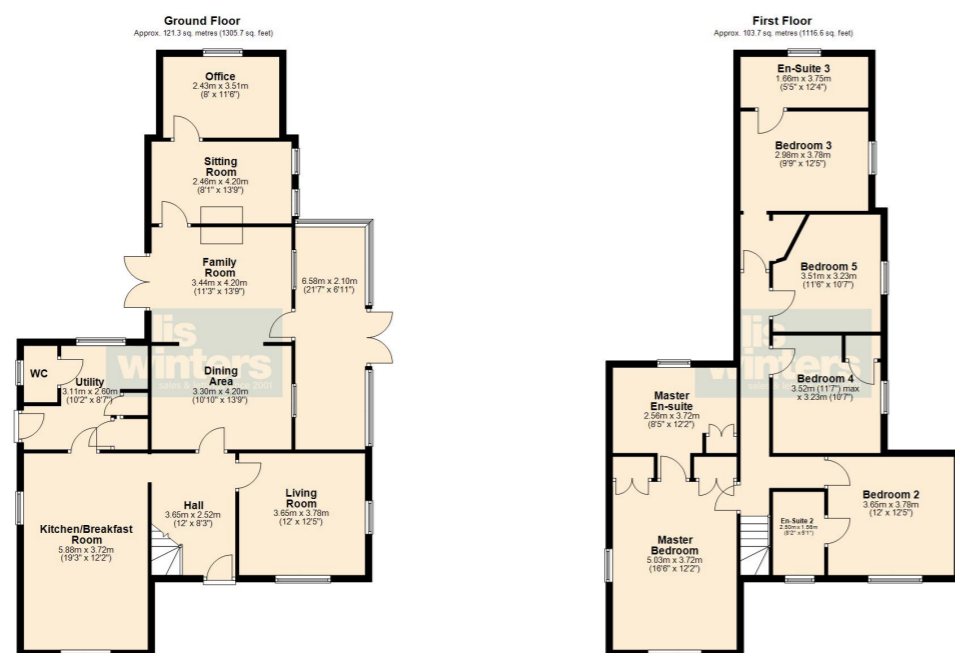 Ground Floor
Approx. 121.3 sq. metres (1305.7 sq. feet)
Office
2.43m x 3.51m
(8' x 11'6")
Sitting
Room
2.46m x 4.20m
(8'1" x 13'9")
Family
Room
3.44m x 4.20m
(11'3" x 13'9")
6.58m x 2.10m
(21'7" x 6'11")
WC
Utility
3.11m x 2.60m
(10'2" x 8'7")
Dining
Area
3.30m x 4.20m
(10'10" x 13'9")
Kitchen/Breakfast
Room
5.88m x 3.72m
(19'3" x 12'2")
Hall
3.65m x 2.52m
(12' x 8'3")
Living
Room
3.65m x 3.78m
(12' x 12'5")
lis
winters
First Floor
Approx. 103.7 sq. metres (1116.6 sq. feet)
En-Suite 3
1.66m x 3.75m
(5'5" x 12'4")
Bedroom 3
2.98m x 3.78m
(9'9" x 12'5")
Bedroom 5
3.51m x 3.23m
(11'6" x 10'7")
Bedroom 4
3.52m (11'7") max
x 3.23m (10'7")
Master
En-suite
2.56m x 3.72m
(8'5" x 12'2")
Master
Bedroom
5.03m x 3.72m
(16'6" x 12'2")
En-Suite 2
Bedroom 2
3.65m x 3.78m
(12' x 12'5")
lis
winters